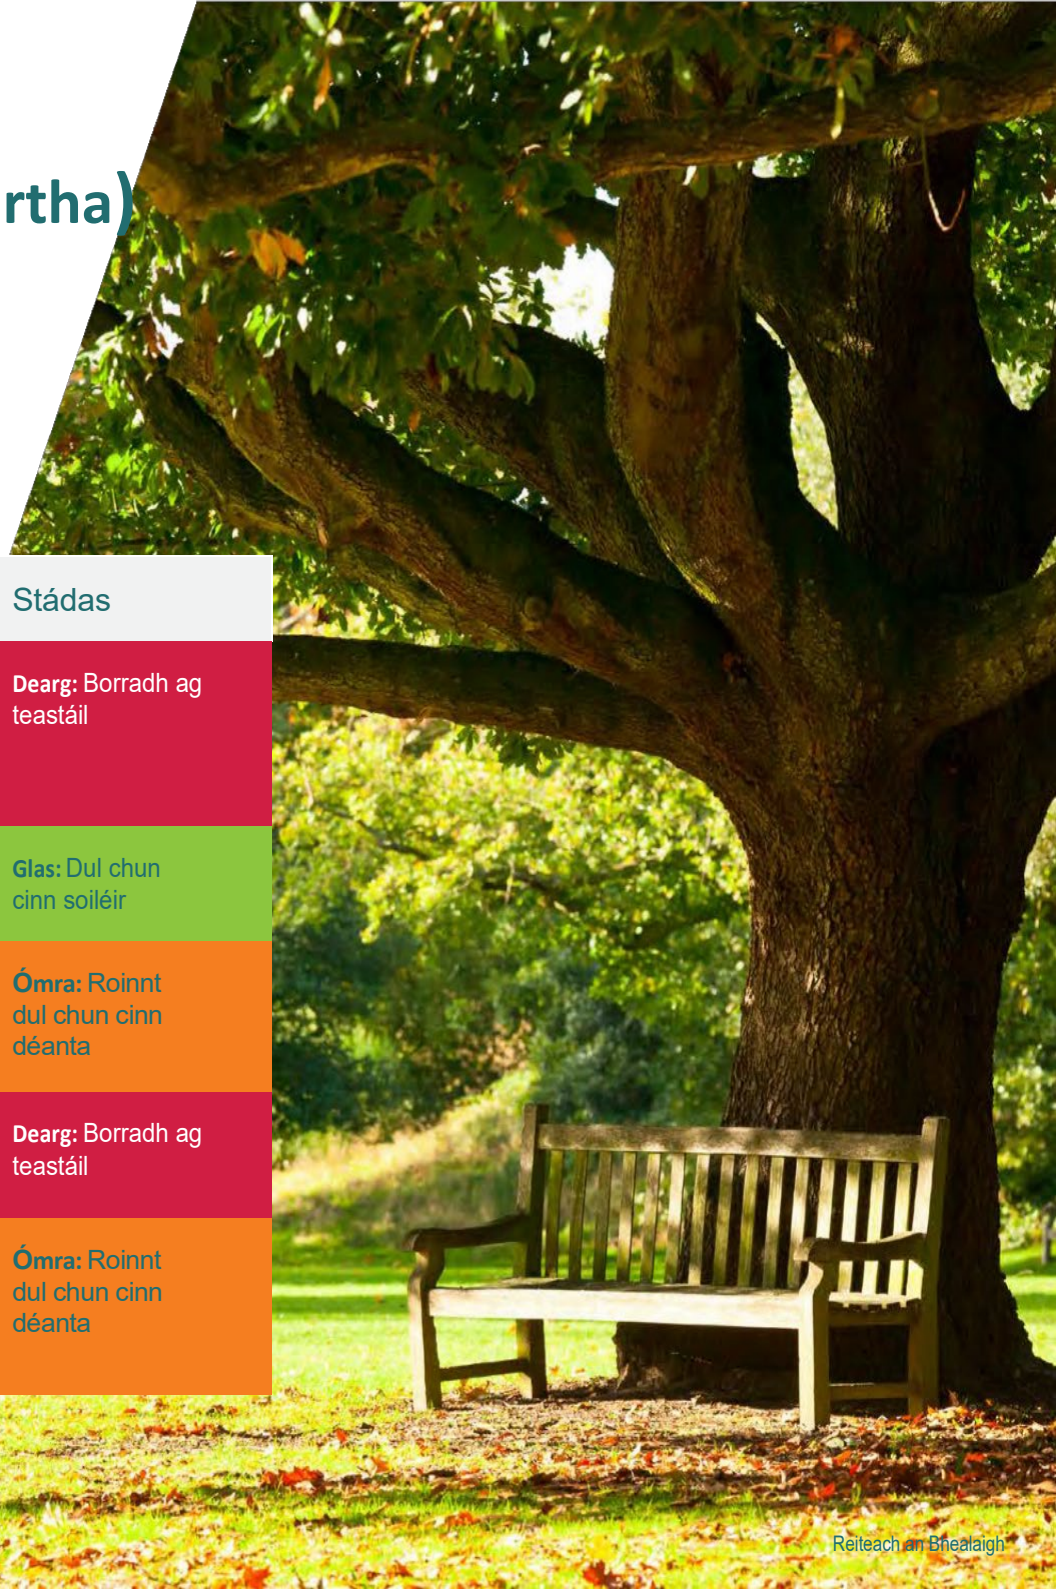 rtha)
Stádas
Dearg: Borradh ag
teastáil
Glas: Dul chun
cinn soiléir
Ómra: Roinnt
dul chun cinn
déanta
Dearg: Borradh ag
teastáil
Ómra: Roinnt
dul chun cinn
déanta
Reiteach an Bhealaigh